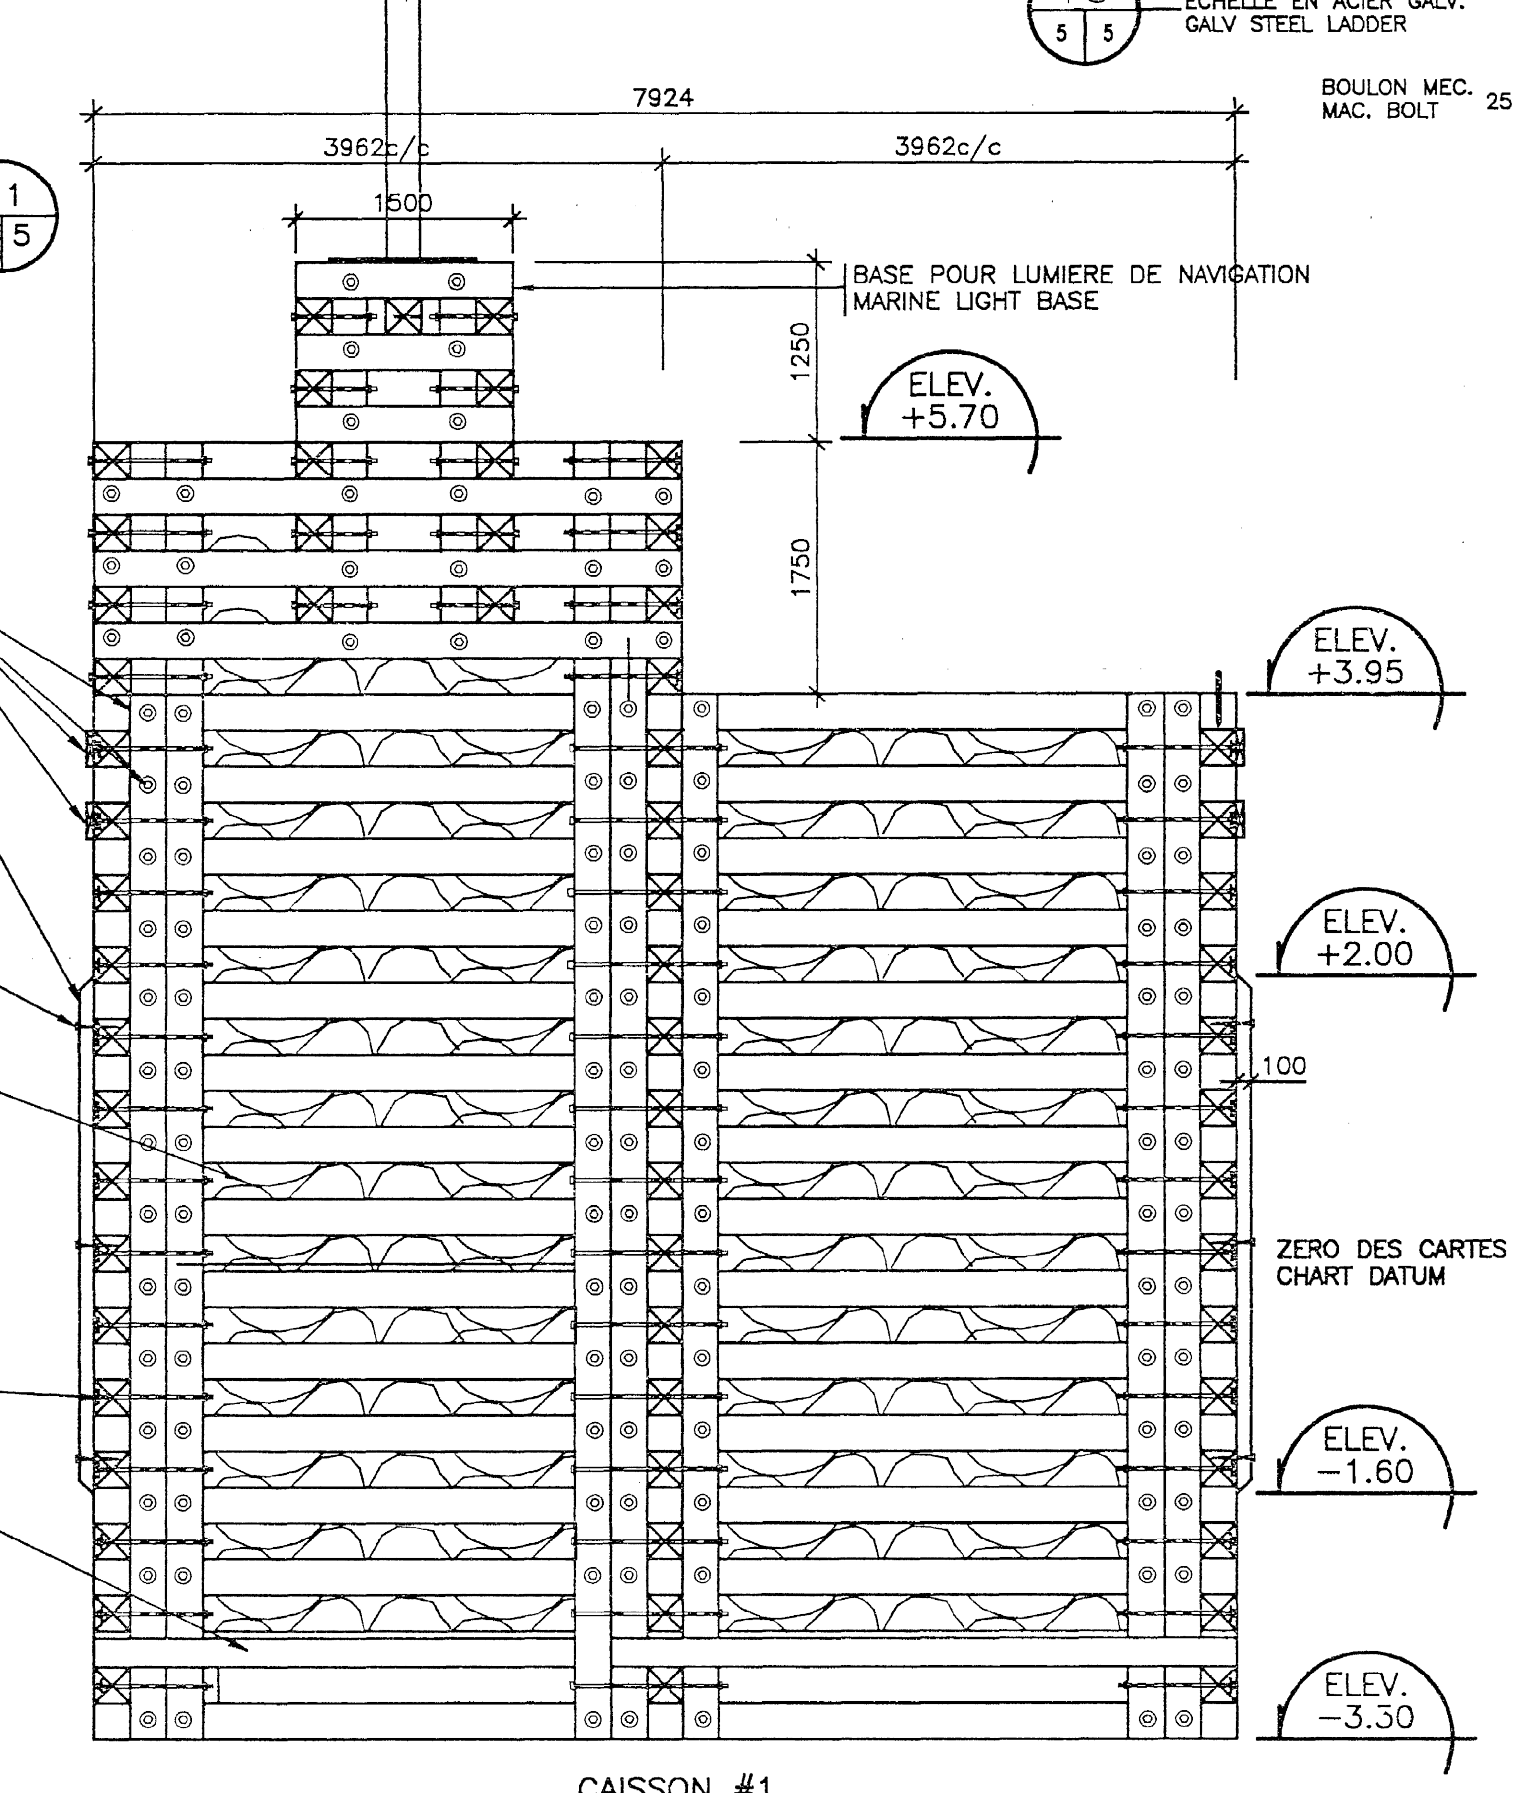 ECHELLE EN ACIER GALV.
GALV STEEL LADDER
5 5
BOULON MEC.
MAC. BOLT 25
7924
3962c/c 3962c/c
1
5
1500
BASE POUR LUMIERE DE NAVIGATION
MARINE LIGHT BASE
1250
ELEV.
+5.70
1750
ELEV.
+3.95
ELEV.
+2.00
100
ZERO DES CARTES
CHART DATUM
ELEV.
-1.60
ELEV.
-3.30
CAISSON #1